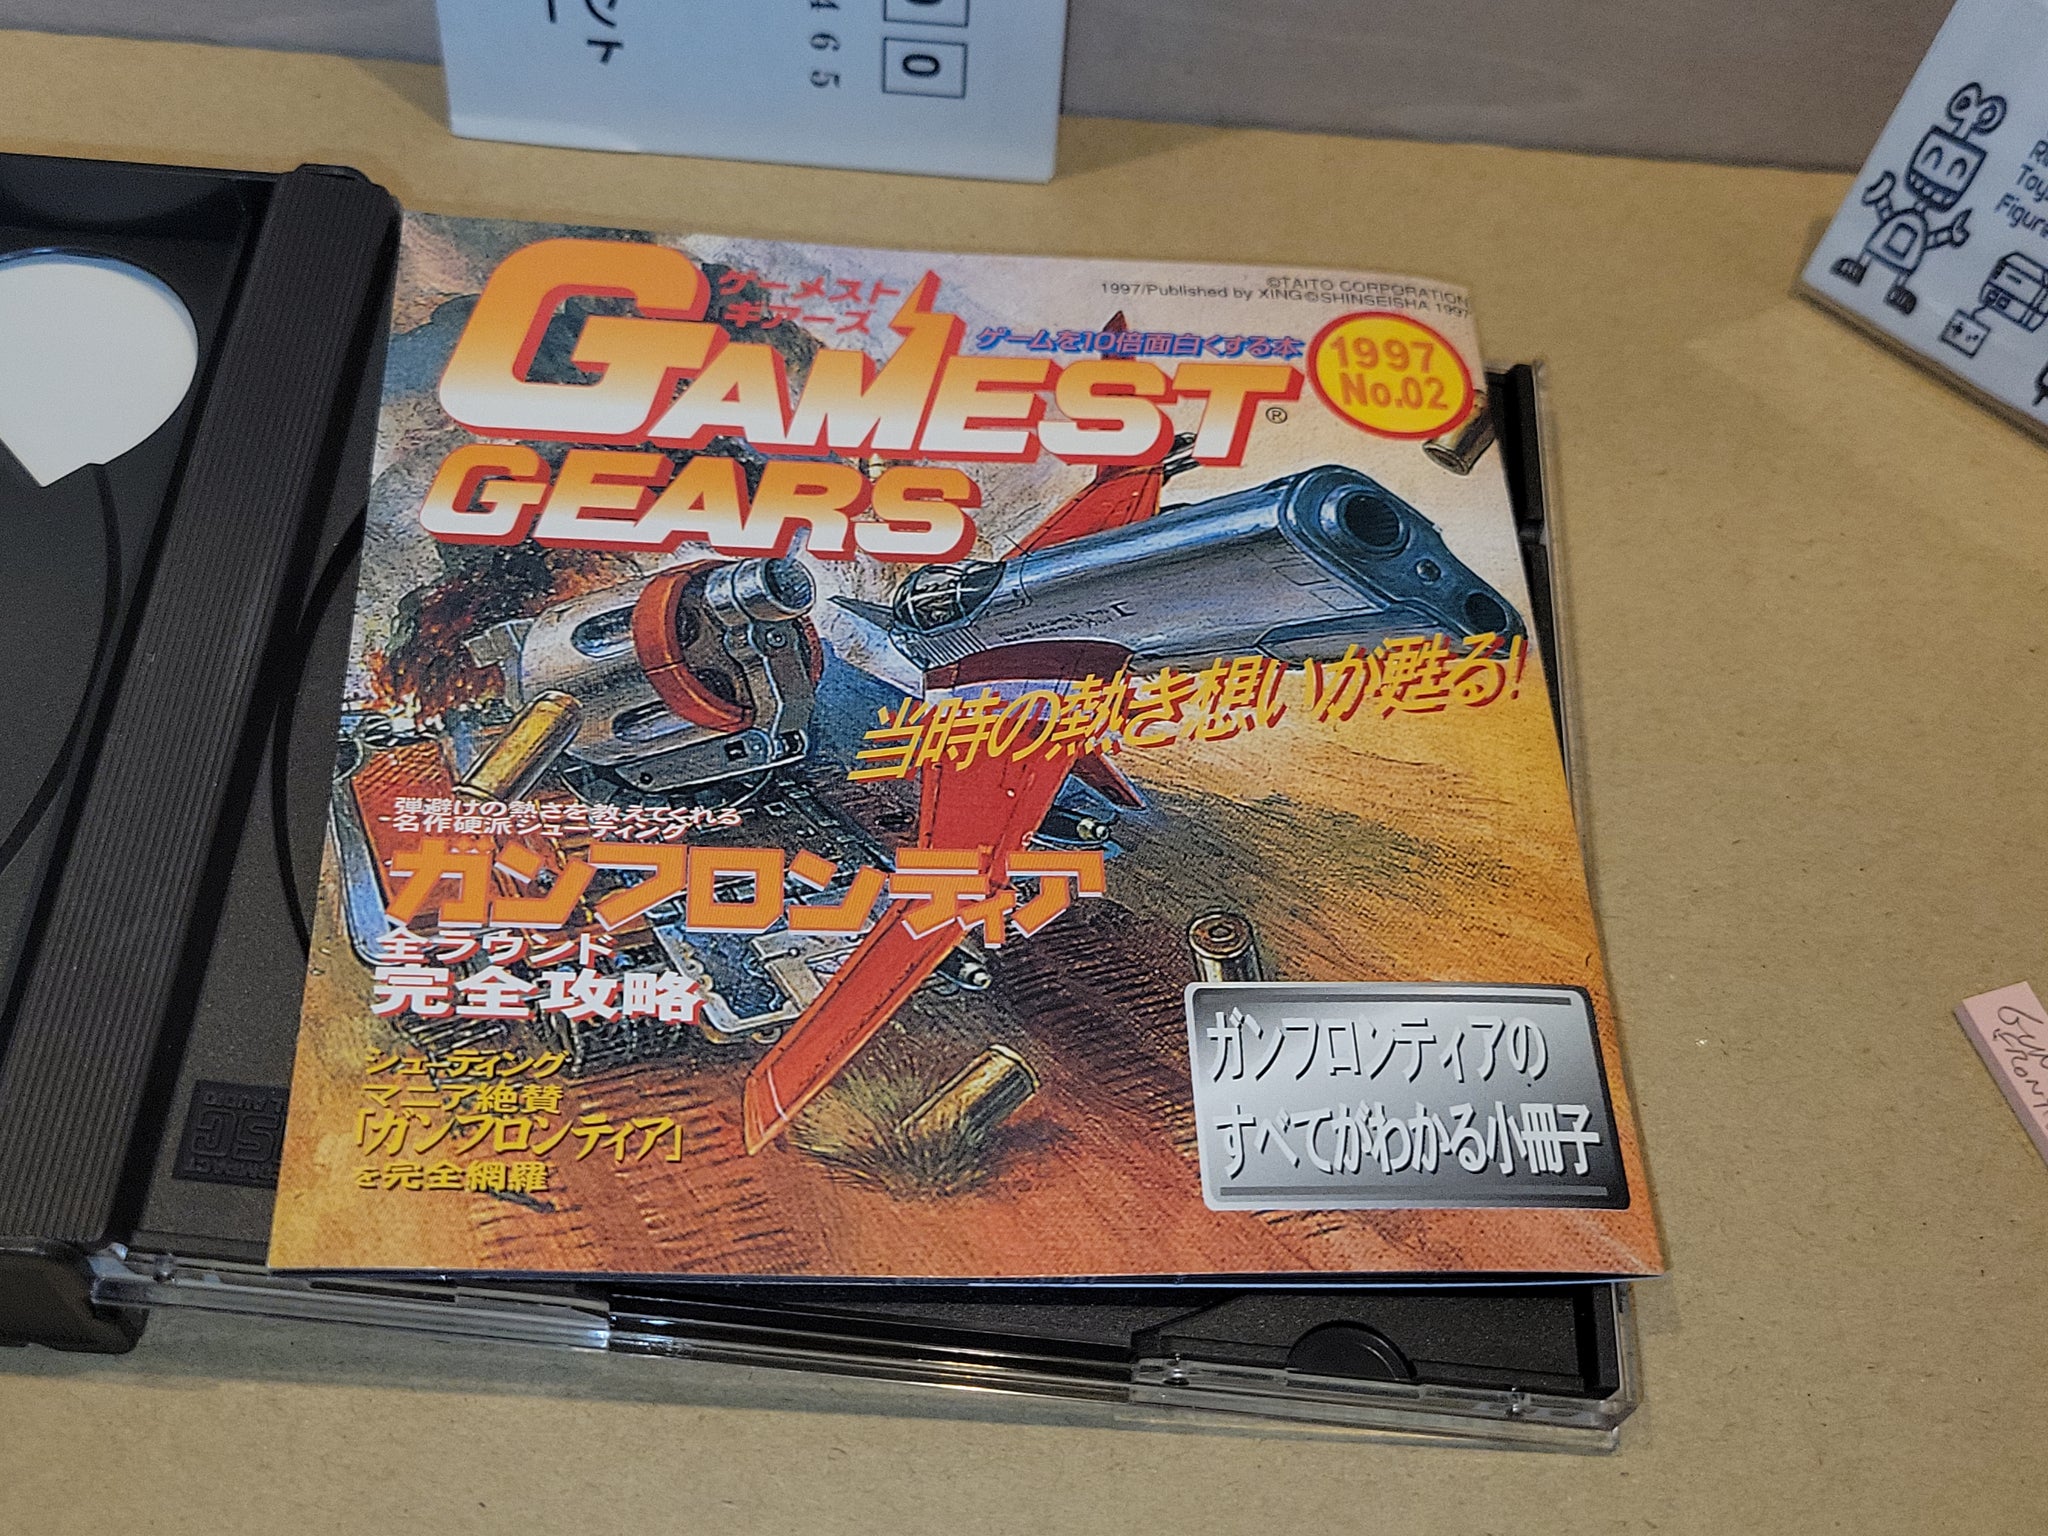 ント
4 6 5
0
ゲーメスト
ギアーズ
GAMEST®
GEARS
ゲームを10倍面白くする本
©TAITO CORPORATION
1997/Published by XING©SHINSEISHA 1997
1997
No.02
当時の熱き想いが甦る!
弾避けの熱さを教えてくれる
名作硬派シューティング
ガンフロンティア
全ラウンド
完全攻略
シューティング
マニア絶賛
「ガンフロンティア」
を完全網羅
ガンフロンティアの
すべてがわかる小冊子